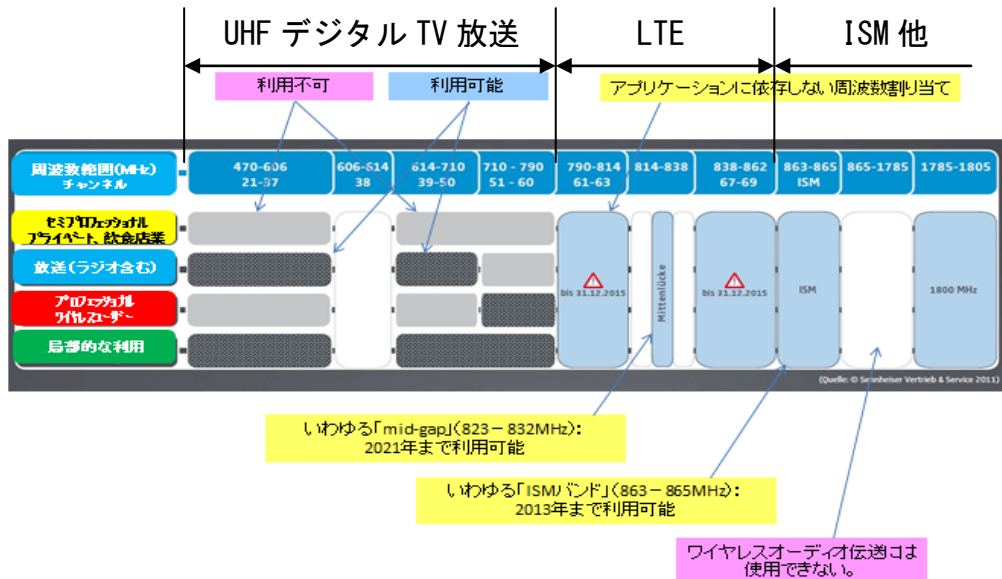 UHF デジタル TV 放送
LTE
ISM 他
利用不可
利用可能
アプリケーションに依存しない周波数割り当て
周波数範囲(MHz)
チャンネル
470-606
21-37
606-614
38
614-710
39-50
710 - 790
51 - 60
790-814
61-63
814-838
838-862
67-69
863-865
ISM
865-1785
1785-1805
セミプロフェッショナル
プライベート、飲食店業
放送(ラジオ含む)
プロフェッショナル
ワイヤレスユーザー
局部的な利用
bis 31.12.2015
Mittenlücke
bis 31.12.2015
ISM
1800 MHz
(Quelle: © Sennheiser Vertrieb & Service 2011)
いわゆる「mid-gap」(823－832MHz):
2021年まで利用可能
いわゆる「ISMバンド」(863－865MHz):
2013年まで利用可能
ワイヤレスオーディオ伝送には
使用できない。